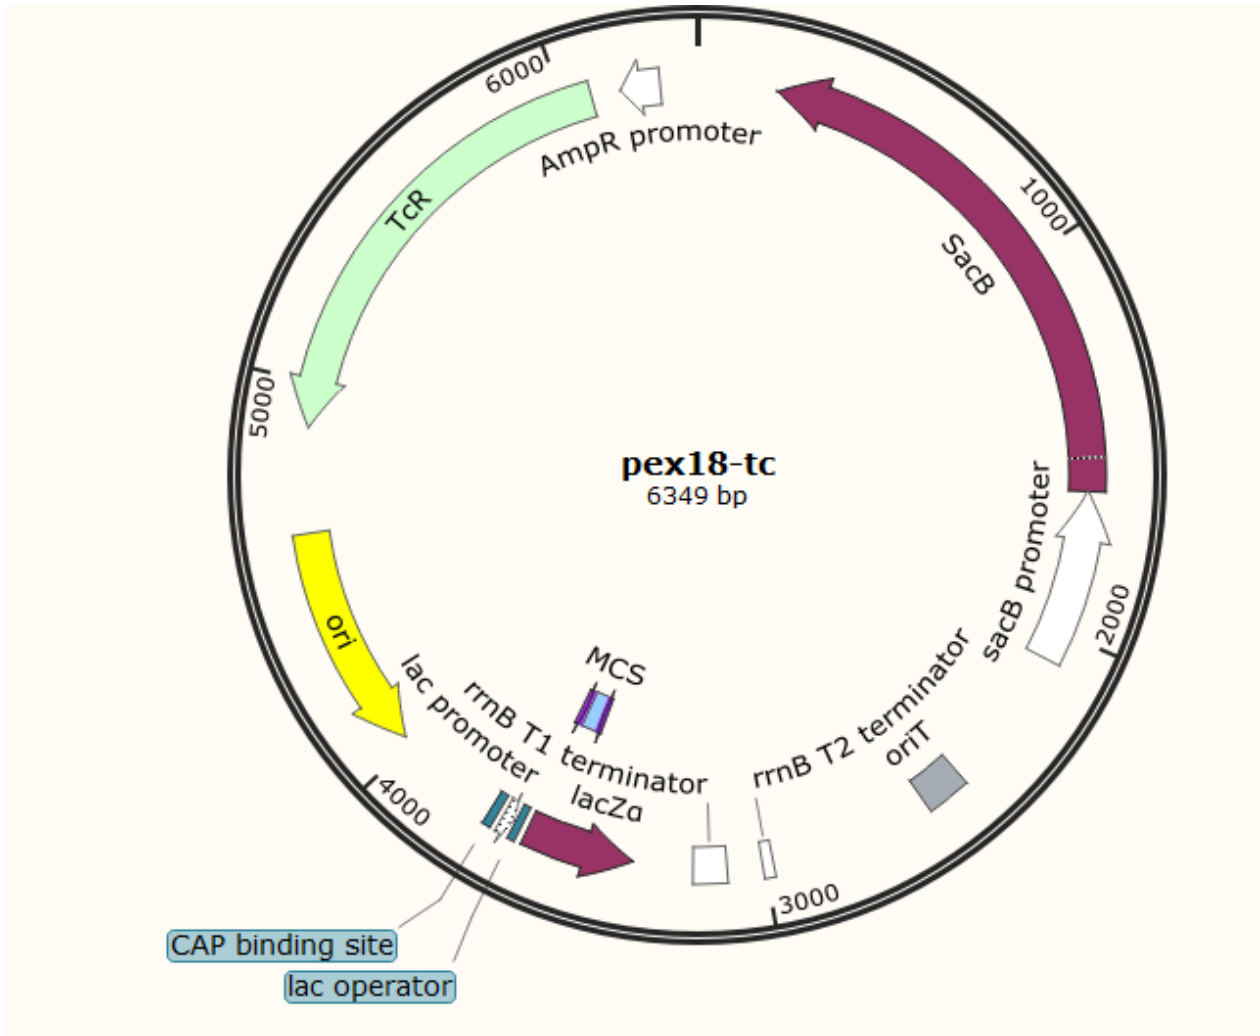 6000
AmpR promoter
TcR
1000
SacB
5000
pex18-tc
6349 bp
sacB promoter
2000
ori
MCS
lac promoter
rrnB T1 terminator
rrnB T2 terminator
oriT
lacZα
4000
3000
CAP binding site
lac operator